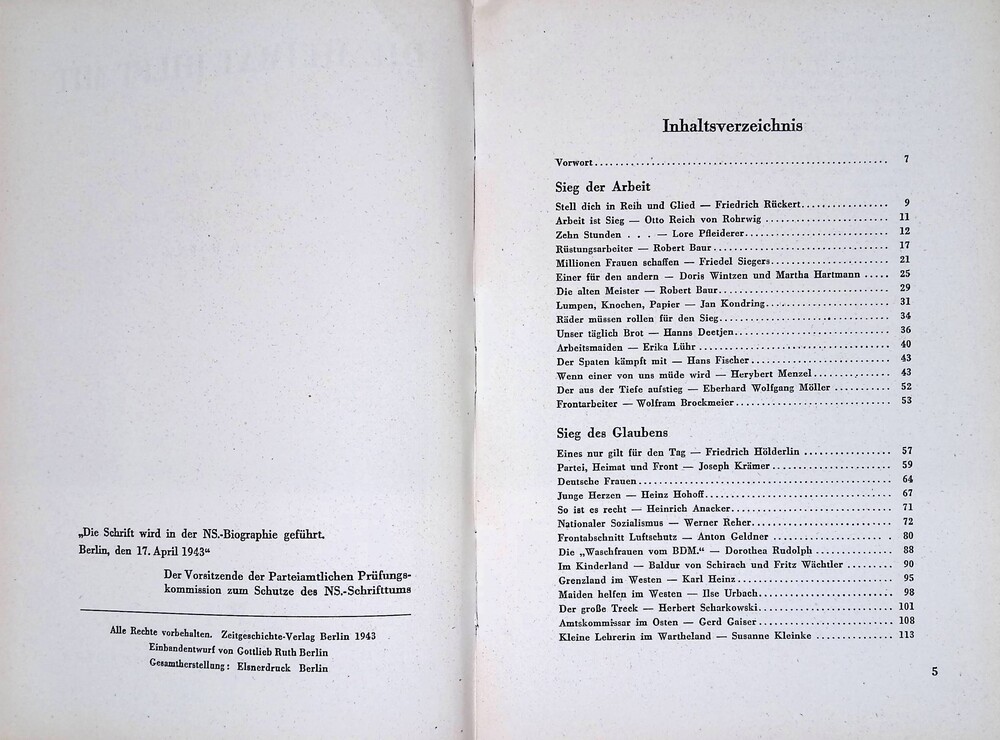 „Die Schrift wird in der NS.-Biographie geführt.
Berlin, den 17. April 1943“
Der Vorsitzende der Parteiamtlichen Prüfungs-
kommission zum Schutze des NS.-Schrifttums
Alle Rechte vorbehalten. Zeitgeschichte-Verlag Berlin 1943
Einbandentwurf von Gottlieb Ruth Berlin
Gesamtherstellung: Elsnerdruck Berlin
Inhaltsverzeichnis
Vorwort 7
Sieg der Arbeit
Stell dich in Reih und Glied — Friedrich Rückert 9
Arbeit ist Sieg — Otto Reich von Rohrwig 11
Zehn Stunden . . . — Lore Pfleiderer 12
Rüstungsarbeiter — Robert Baur 17
Millionen Frauen schaffen — Friedel Siegers 21
Einer für den andern — Doris Wintzen und Martha Hartmann 25
Die alten Meister — Robert Baur 29
Lumpen, Knochen, Papier — Jan Kondring 31
Räder müssen rollen für den Sieg 34
Unser täglich Brot — Hanns Deetjen 36
Arbeitsmaiden — Erika Lühr 40
Der Spaten kämpft mit — Hans Fischer 43
Wenn einer von uns müde wird — Herybert Menzel 43
Der aus der Tiefe aufstieg — Eberhard Wolfgang Möller 52
Frontarbeiter — Wolfram Brockmeier 53
Sieg des Glaubens
Eines nur gilt für den Tag — Friedrich Hölderlin 57
Partei, Heimat und Front — Joseph Krämer 59
Deutsche Frauen 64
Junge Herzen — Heinz Hohoff 67
So ist es recht — Heinrich Anacker 71
Nationaler Sozialismus — Werner Reher 72
Frontabschnitt Luftschutz — Anton Geldner 80
Die „Waschfrauen vom BDM.“ — Dorothea Rudolph 88
Im Kinderland — Baldur von Schirach und Fritz Wächtler 90
Grenzland im Westen — Karl Heinz 95
Maiden helfen im Westen — Ilse Urbach 98
Der große Treck — Herbert Scharkowski 101
Amtskommissar im Osten — Gerd Gaiser 108
Kleine Lehrerin im Wartheland — Susanne Kleinke 113
5